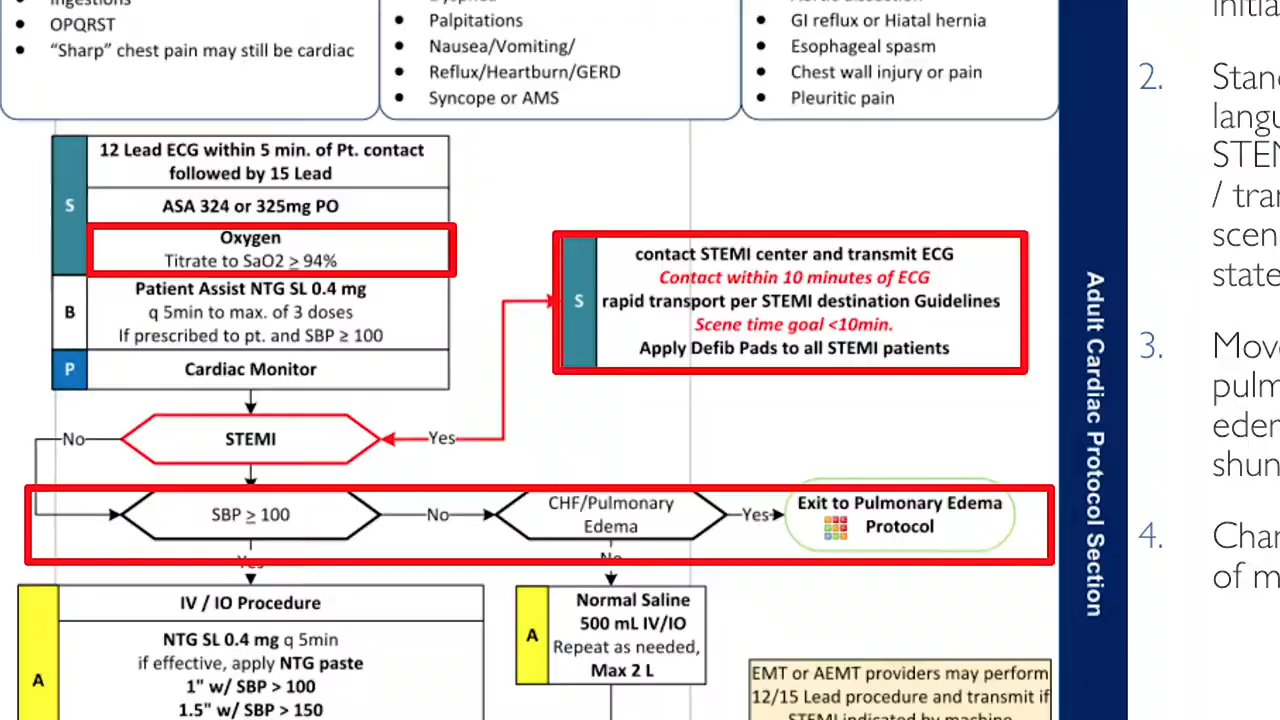 OPQRST
"Sharp" chest pain may still be cardiac
Palpitations
Nausea/Vomiting/
Reflux/Heartburn/GERD
Syncope or AMS
GI reflux or Hiatal hernia
Esophageal spasm
Chest wall injury or pain
Pleuritic pain
S
12 Lead ECG within 5 min. of Pt. contact
followed by 15 Lead
ASA 324 or 325mg PO
Oxygen
Titrate to SaO2 ≥ 94%
B
Patient Assist NTG SL 0.4 mg
q 5min to max. of 3 doses
If prescribed to pt. and SBP ≥ 100
P
Cardiac Monitor
S
contact STEMI center and transmit ECG
Contact within 10 minutes of ECG
rapid transport per STEMI destination Guidelines
Scene time goal <10min.
Apply Defib Pads to all STEMI patients
No
STEMI
Yes
SBP ≥ 100
No
CHF/Pulmonary
Edema
Yes
Exit to Pulmonary Edema
Protocol
Yes
No
A
IV / IO Procedure
NTG SL 0.4 mg q 5min
if effective, apply NTG paste
1" w/ SBP > 100
1.5" w/ SBP > 150
A
Normal Saline
500 mL IV/IO
Repeat as needed,
Max 2 L
EMT or AEMT providers may perform
12/15 Lead procedure and transmit if
STEMI indicated by machine
Adult Cardiac Protocol Section
2.
/
3.
4.
of